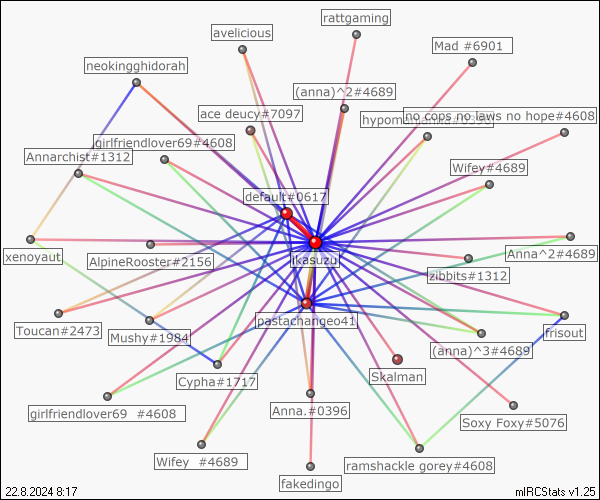 rattgaming
avelicious
Mad #6901
neokingghidorah
(anna)^2#4689
ace deucy#7097
no cops no laws no hope#4608
girlfriendlover69#4608
Annarchist#1312
Wifey#4689
default#0617
xenoyaut
AlpineRooster#2156
ikasuzu
Anna^2#4689
zibbits#1312
Toucan#2473
Mushy#1984
pastachangeo41
frisout
(anna)^3#4689
Cypha#1717
Skalman
girlfriendlover69 #4608
Anna.#0396
Soxy Foxy#5076
Wifey #4689
ramshackle gorey#4608
fakedingo
22.8.2024 8:17
mIRCStats v1.25